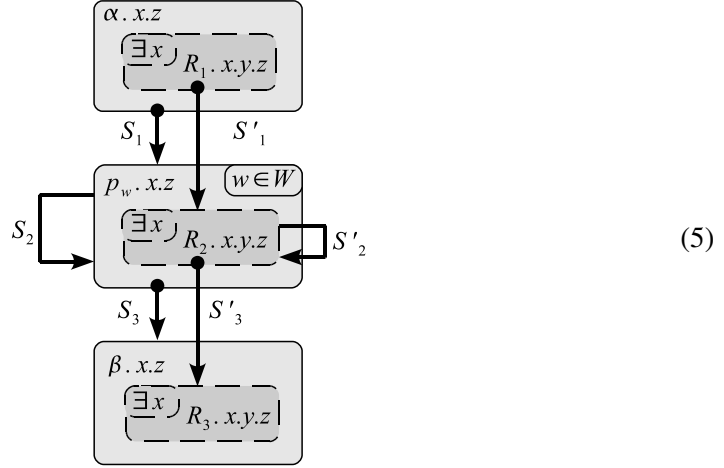 α . x.z
∃x
R₁ . x.y.z
S₁ S′₁
p_w . x.z w ∈ W
∃x
R₂ . x.y.z
S₂ S′₂ (5)
S₃ S′₃
β . x.z
∃x
R₃ . x.y.z